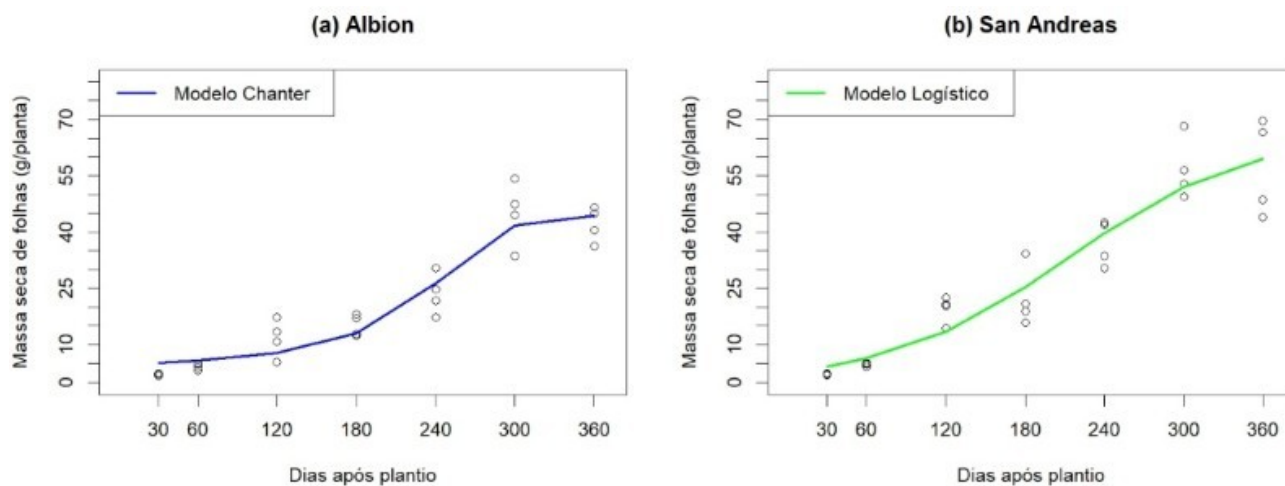 (a) Albion
Modelo Chanter
Massa seca de folhas (g/planta)
70
55
40
25
10
0
30 60 120 180 240 300 360
Dias após plantio
(b) San Andreas
Modelo Logístico
Massa seca de folhas (g/planta)
70
55
40
25
10
0
30 60 120 180 240 300 360
Dias após plantio